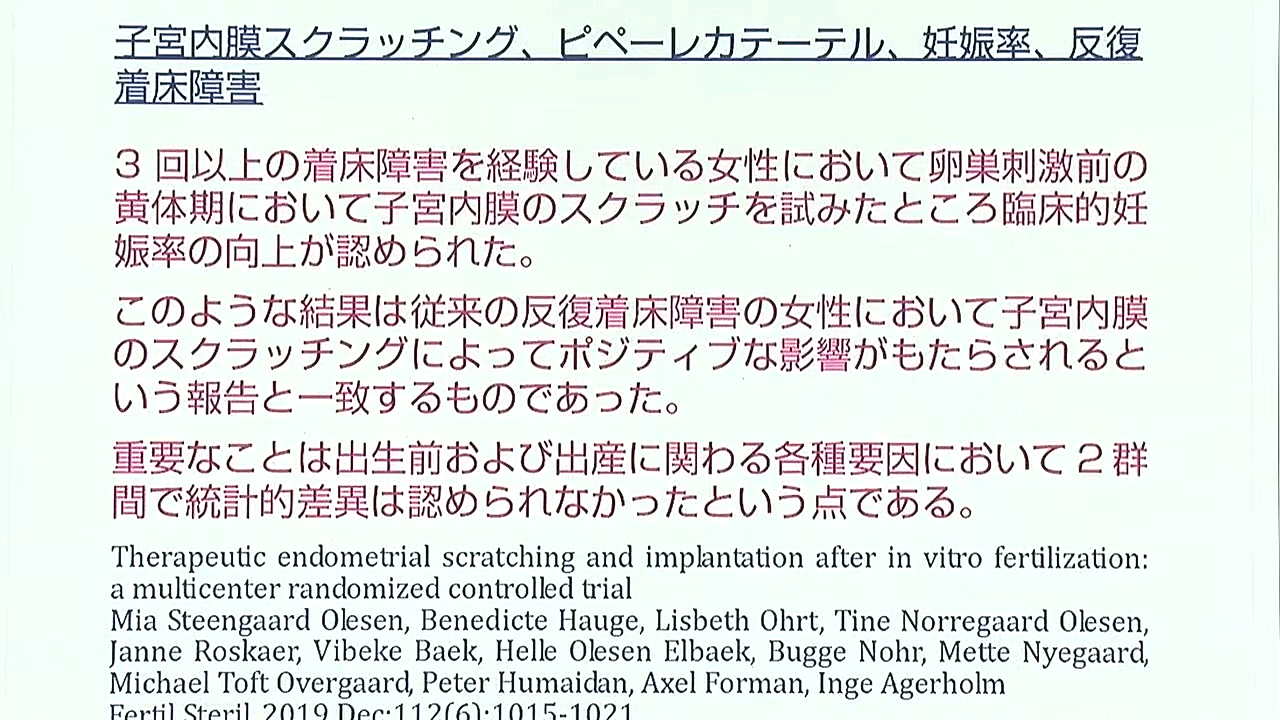 子宮内膜スクラッチング、ピペーレカテーテル、妊娠率、反復
着床障害
3 回以上の着床障害を経験している女性において卵巣刺激前の
黄体期において子宮内膜のスクラッチを試みたところ臨床的妊
娠率の向上が認められた。
このような結果は従来の反復着床障害の女性において子宮内膜
のスクラッチングによってポジティブな影響がもたらされると
いう報告と一致するものであった。
重要なことは出生前および出産に関わる各種要因において 2 群
間で統計的差異は認められなかったという点である。
Therapeutic endometrial scratching and implantation after in vitro fertilization:
a multicenter randomized controlled trial
Mia Steengaard Olesen, Benedicte Hauge, Lisbeth Ohrt, Tine Norregaard Olesen,
Janne Roskaer, Vibeke Baek, Helle Olesen Elbaek, Bugge Nohr, Mette Nyegaard,
Michael Toft Overgaard, Peter Humaidan, Axel Forman, Inge Agerholm
Fertil Steril. 2019 Dec;112(6):1015-1021